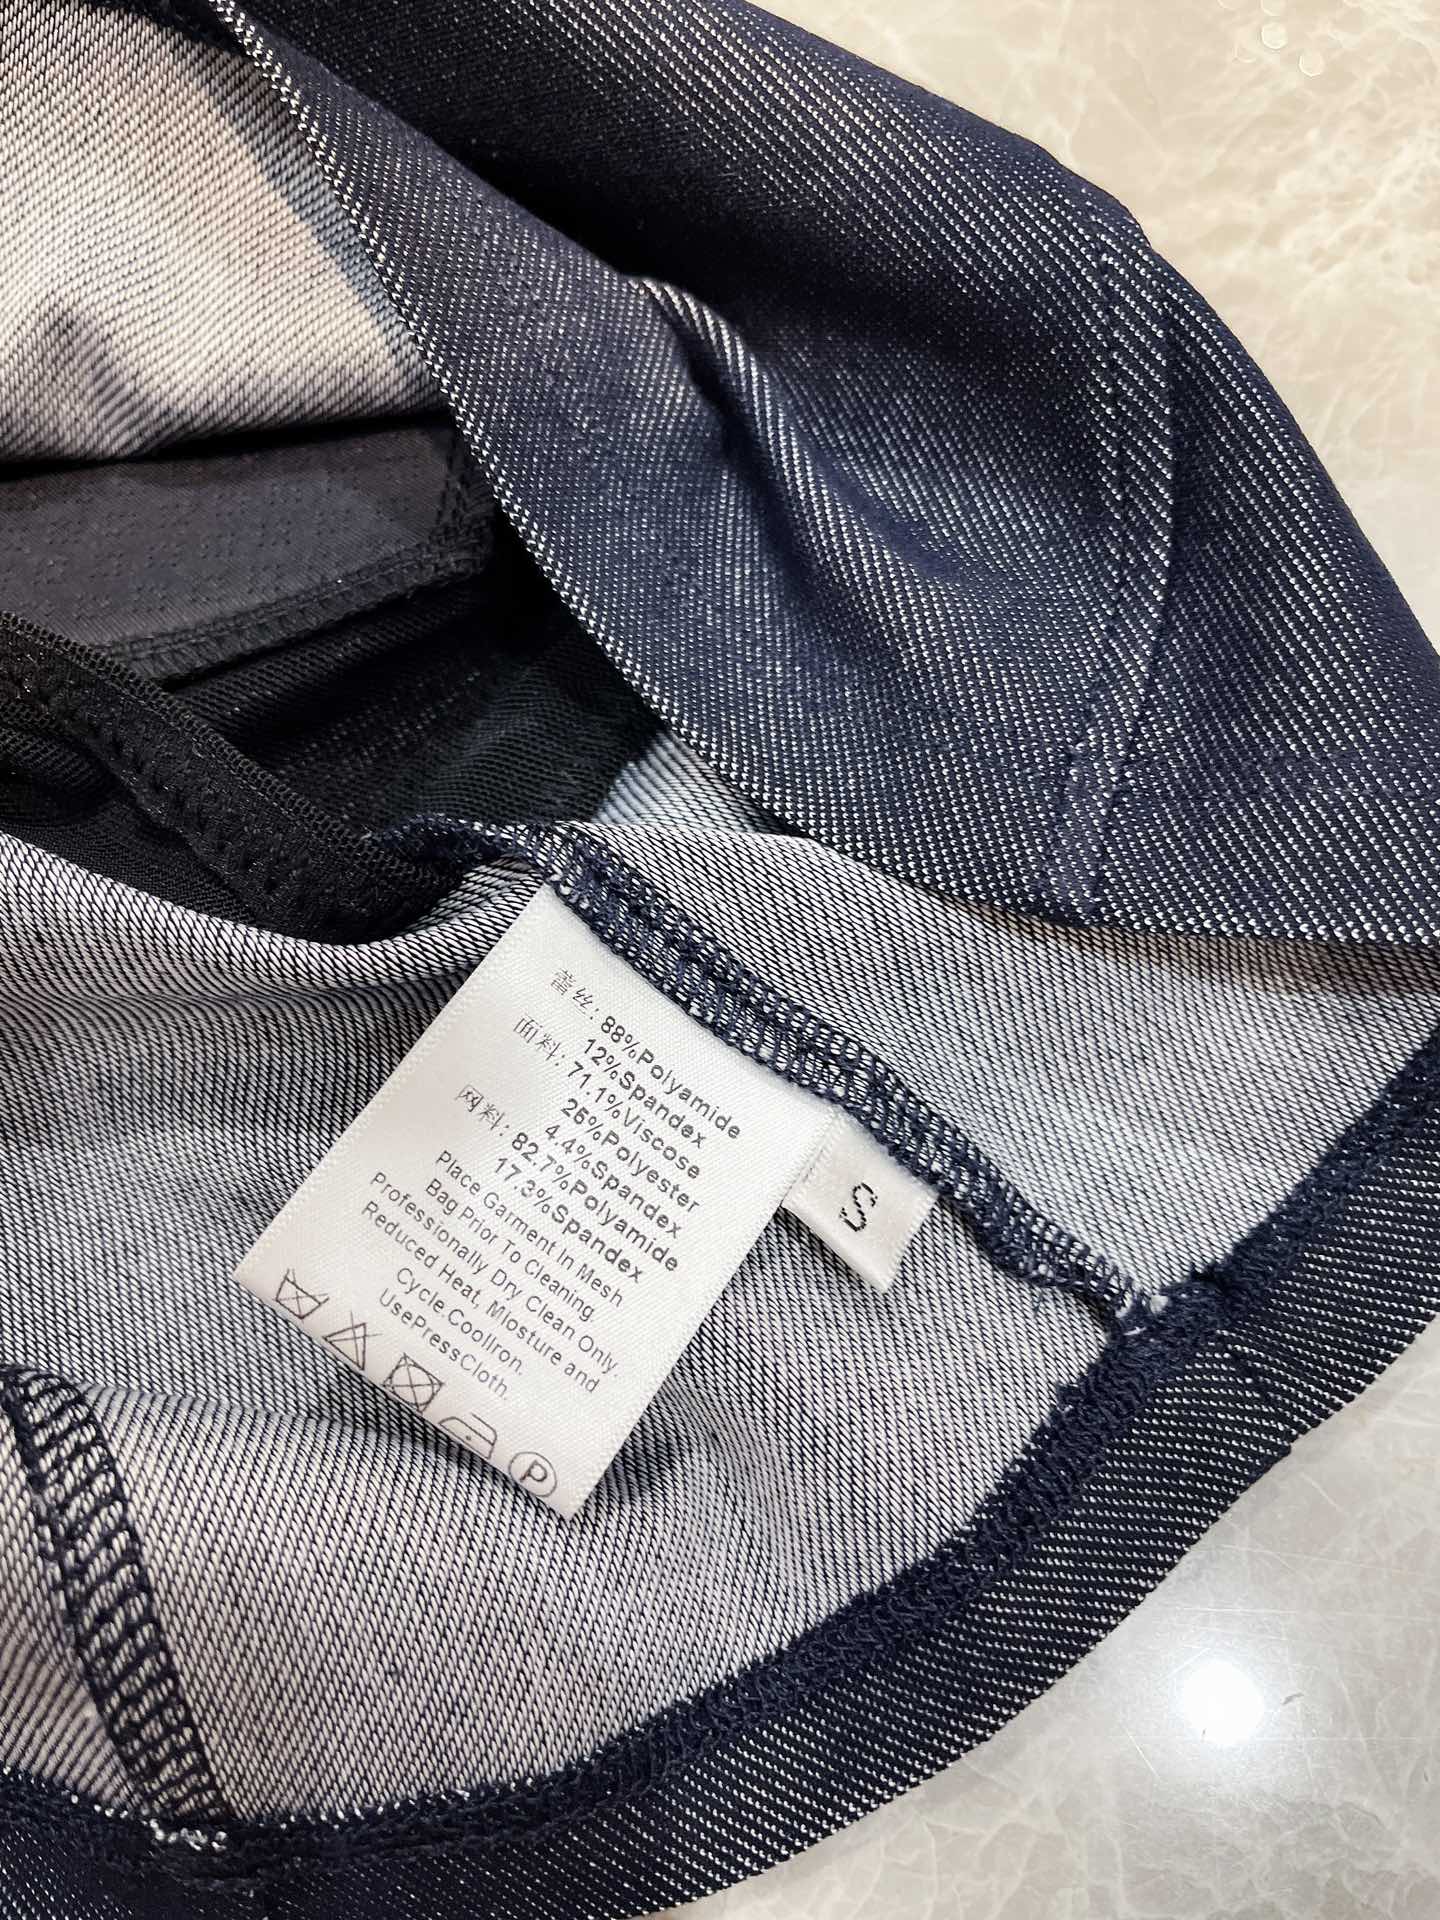 蕾丝: 88%Polyamide
12%Spandex
面料: 71.1%Viscose
25%Polyester
4.4%Spandex
网料: 82.7%Polyamide
17.3%Spandex
Place Garment In Mesh
Bag Prior To Cleaning.
Professionally Dry Clean Only.
Reduced Heat, Miosture and
Cycle.CoolIron.
UsePressCloth.
P
S